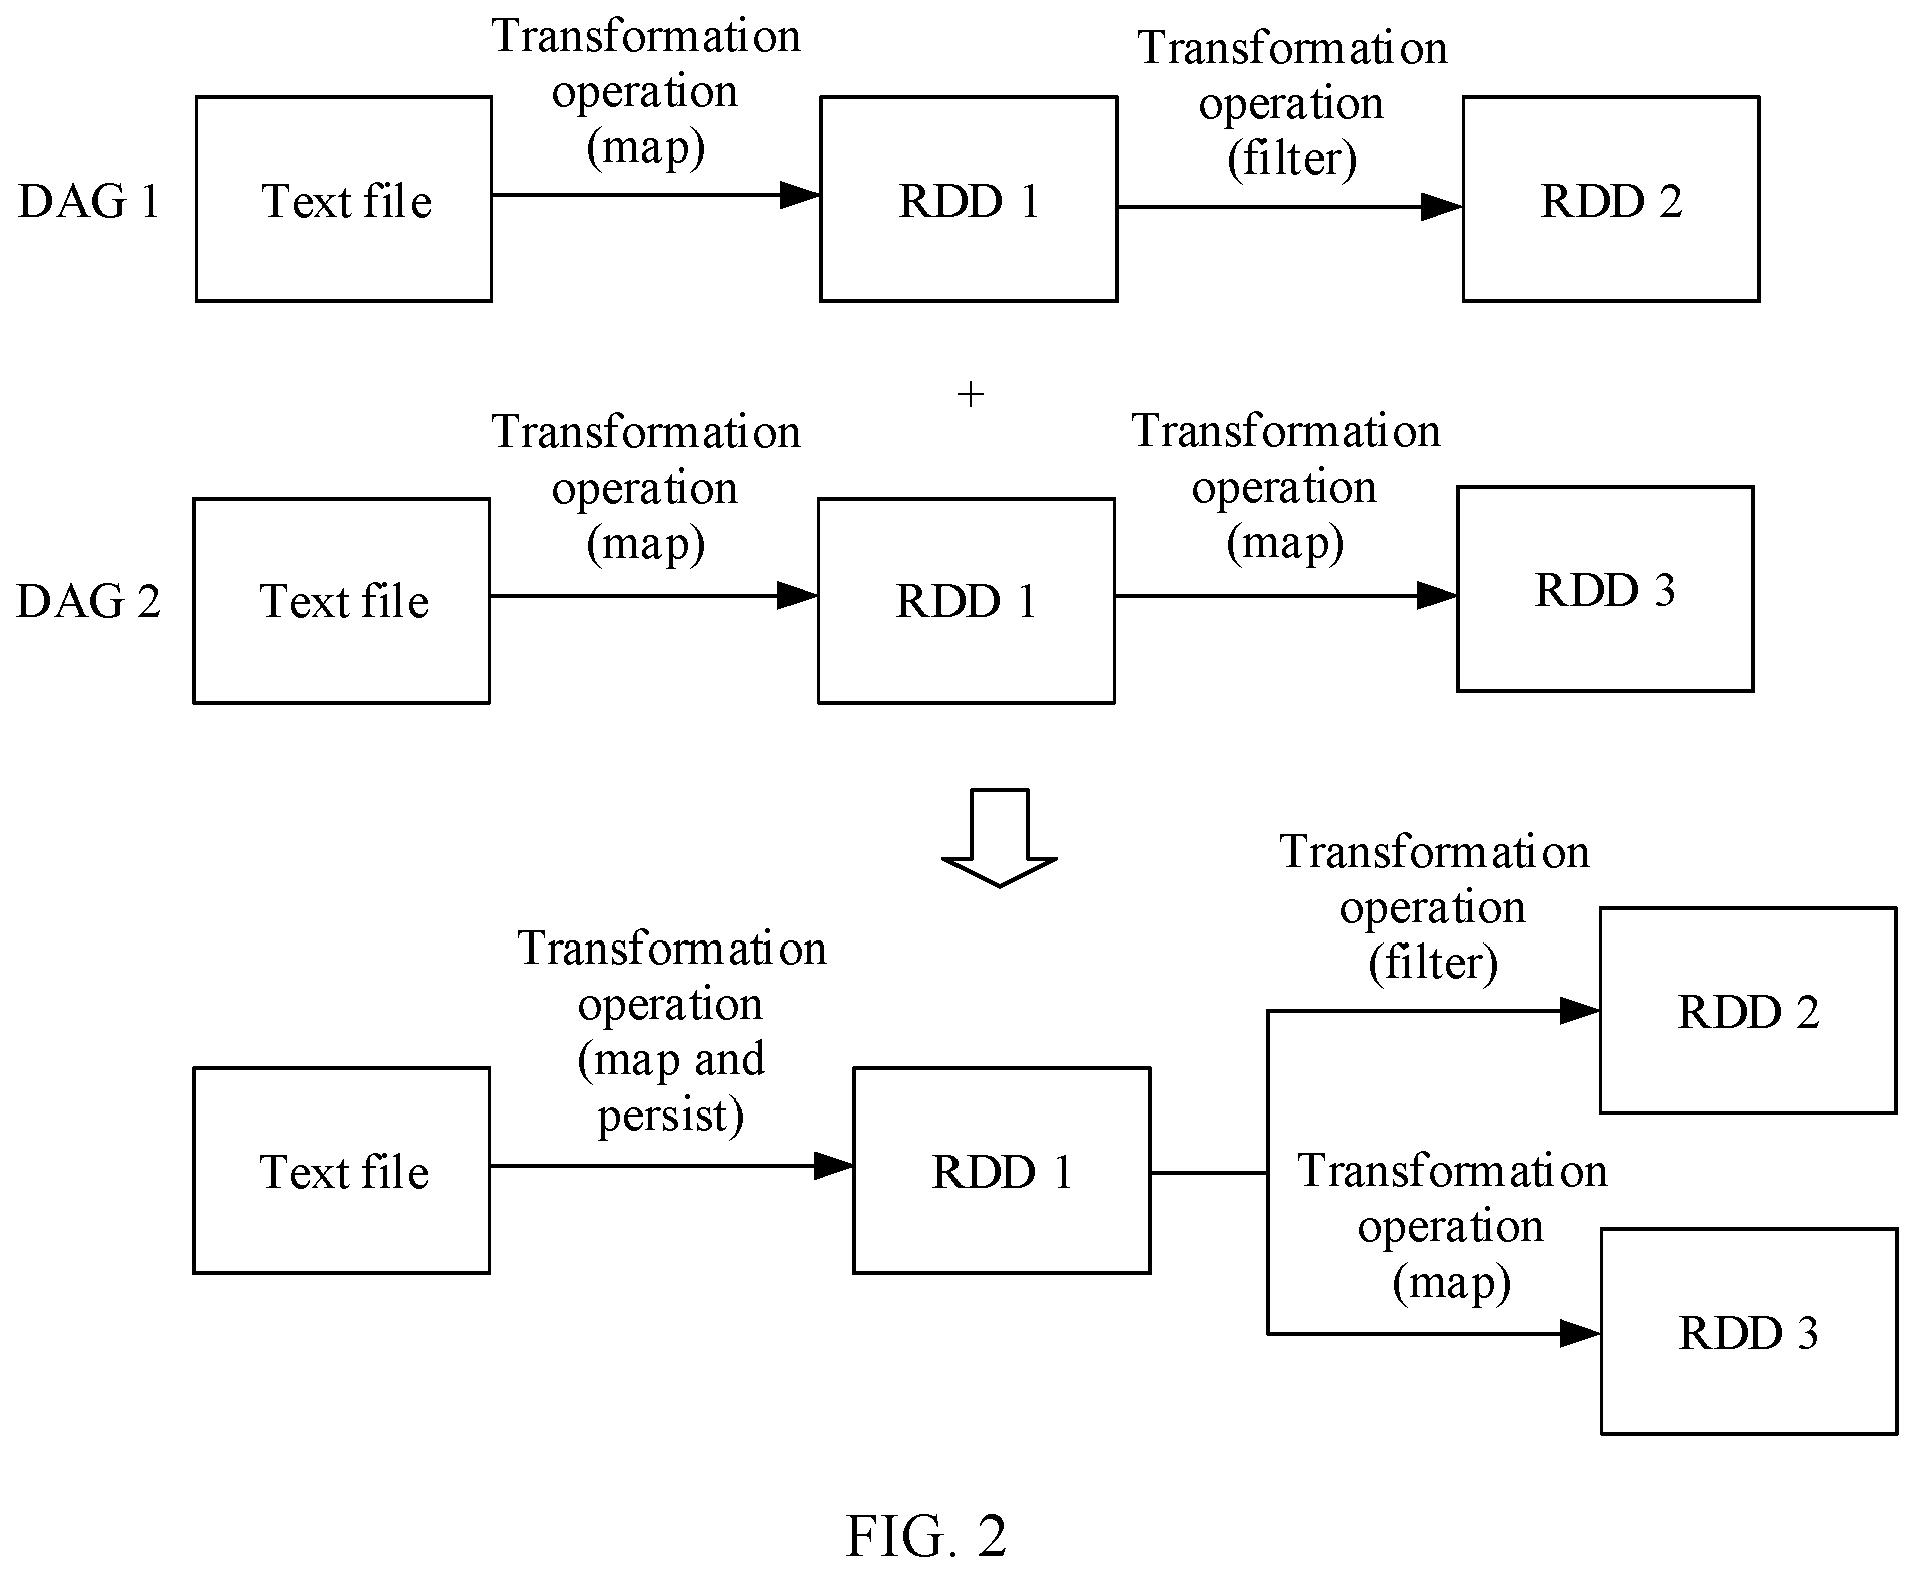 Transformation
operation
(map)
Transformation
operation
(filter)
DAG 1
Text file
RDD 1
RDD 2
+
Transformation
operation
(map)
Transformation
operation
(map)
DAG 2
Text file
RDD 1
RDD 3
Transformation
operation
(map and
persist)
Transformation
operation
(filter)
RDD 2
Text file
RDD 1
Transformation
operation
(map)
RDD 3
FIG. 2